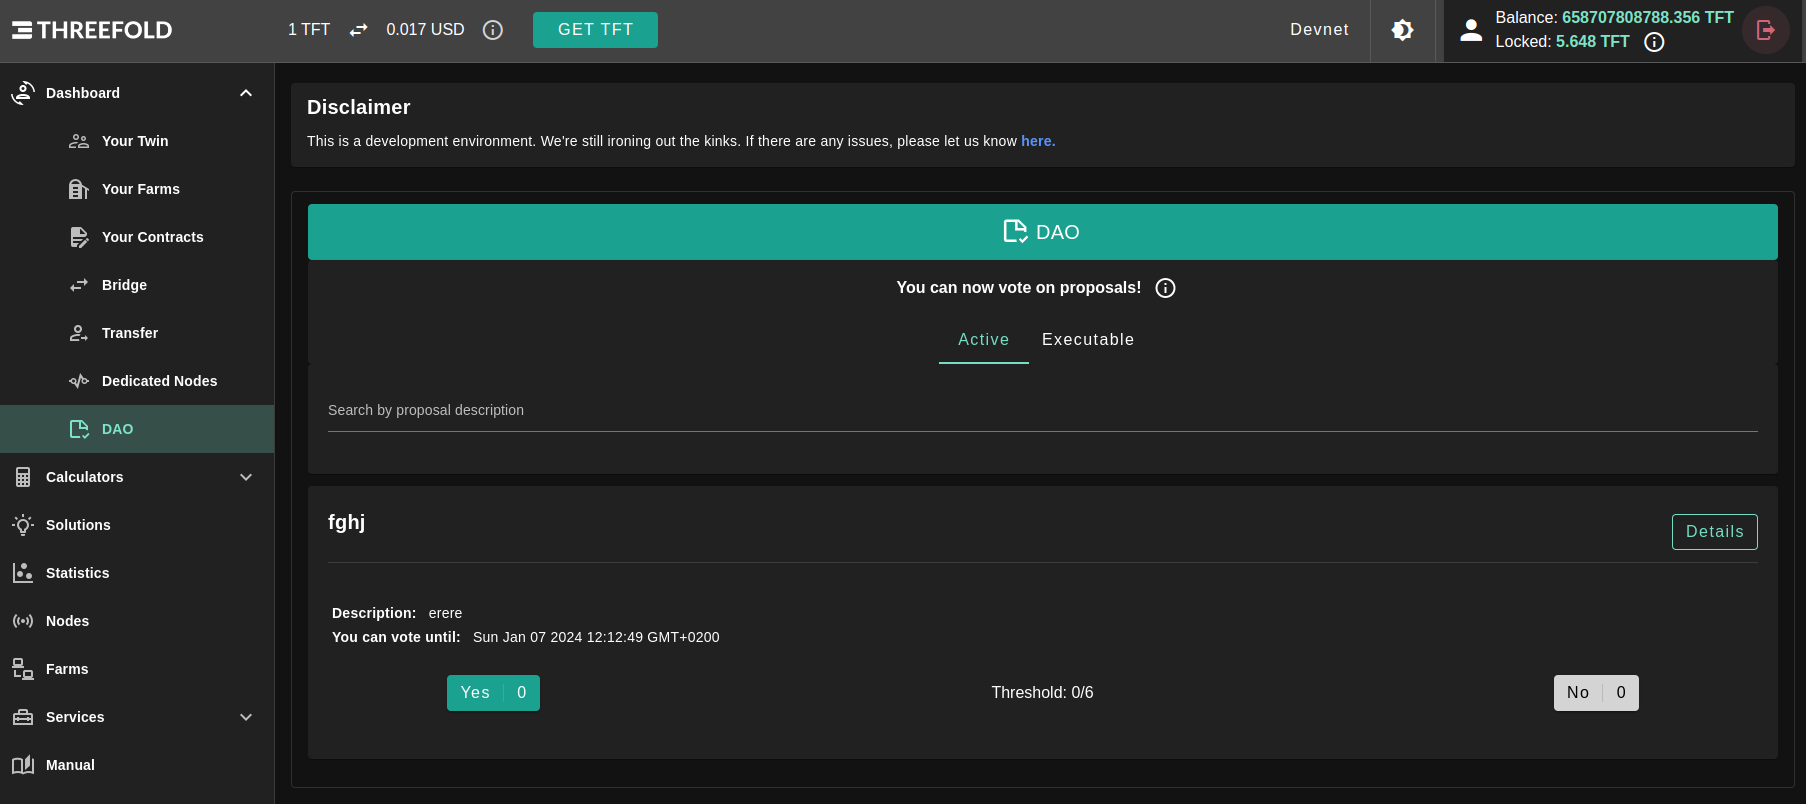 THREEFOLD
1 TFT 0.017 USD GET TFT Devnet
Balance: 658707808788.356 TFT
Locked: 5.648 TFT
Dashboard
Your Twin
Your Farms
Your Contracts
Bridge
Transfer
Dedicated Nodes
DAO
Calculators
Solutions
Statistics
Nodes
Farms
Services
Manual
Disclaimer
This is a development environment. We're still ironing out the kinks. If there are any issues, please let us know here.
DAO
You can now vote on proposals!
Active Executable
Search by proposal description
fghj
Details
Description: erere
You can vote until: Sun Jan 07 2024 12:12:49 GMT+0200
Yes 0 Threshold: 0/6 No 0